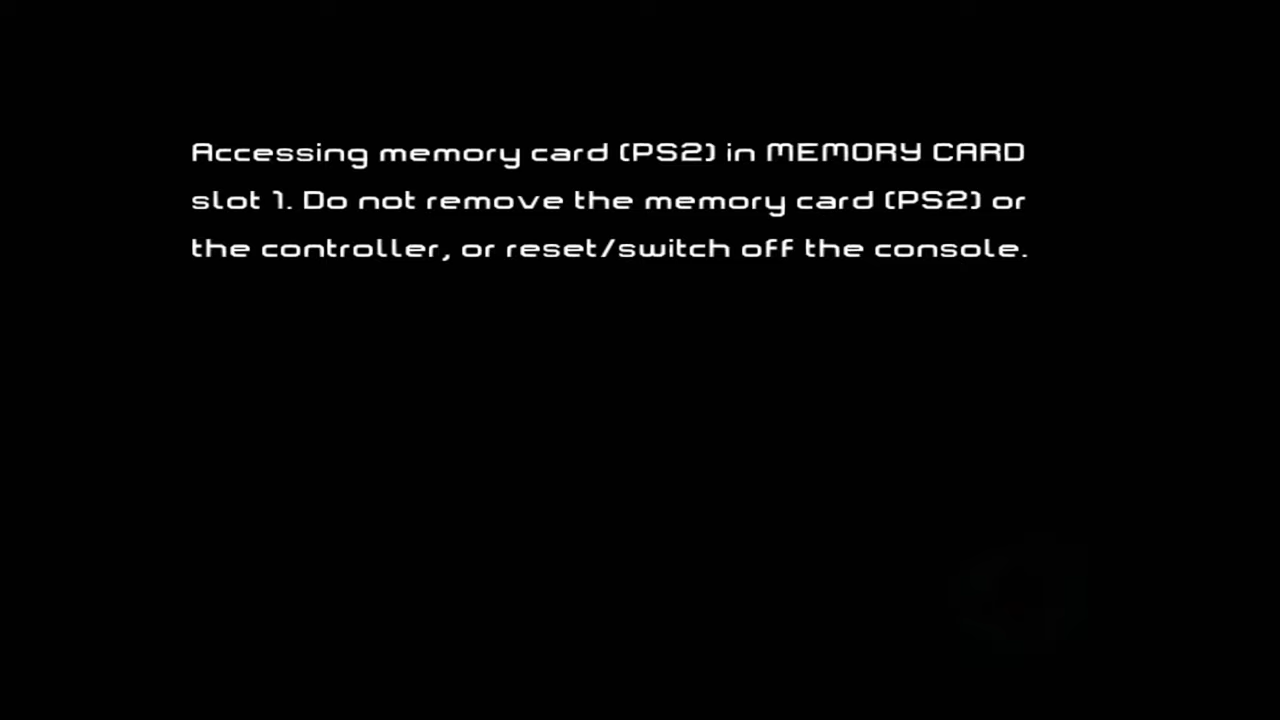 Accessing memory card (PS2) in MEMORY CARD
slot 1. Do not remove the memory card (PS2) or
the controller, or reset/switch off the console.